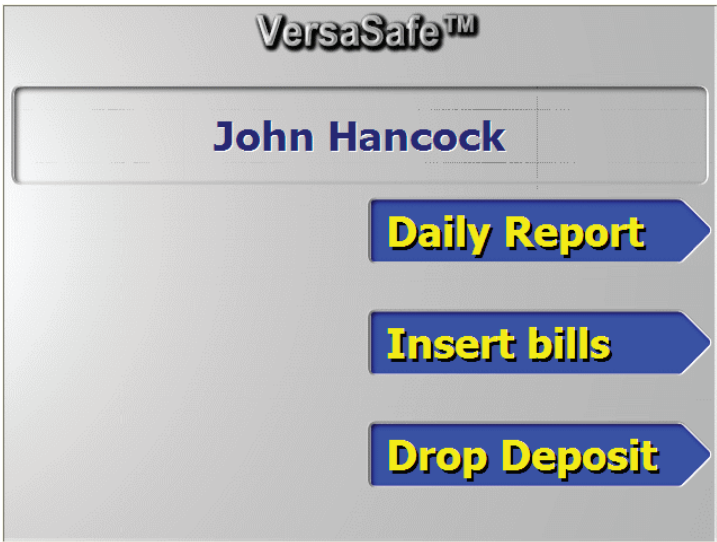 VersaSafe™
John Hancock
Daily Report
Insert bills
Drop Deposit